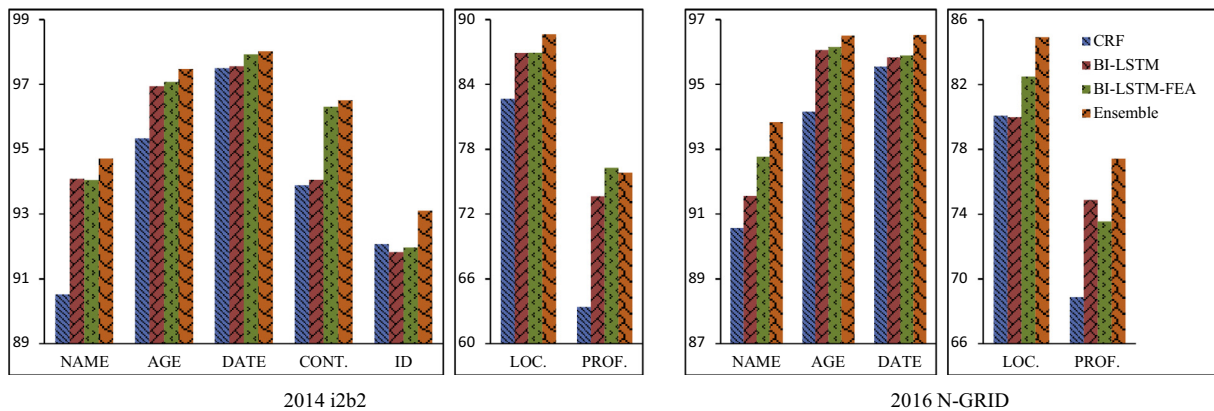 99
97
95
93
91
89
NAME AGE DATE CONT. ID
90
84
78
72
66
60
LOC. PROF.
2014 i2b2
97
95
93
91
89
87
NAME AGE DATE
86
82
78
74
70
66
LOC. PROF.
CRF
BI-LSTM
BI-LSTM-FEA
Ensemble
2016 N-GRID